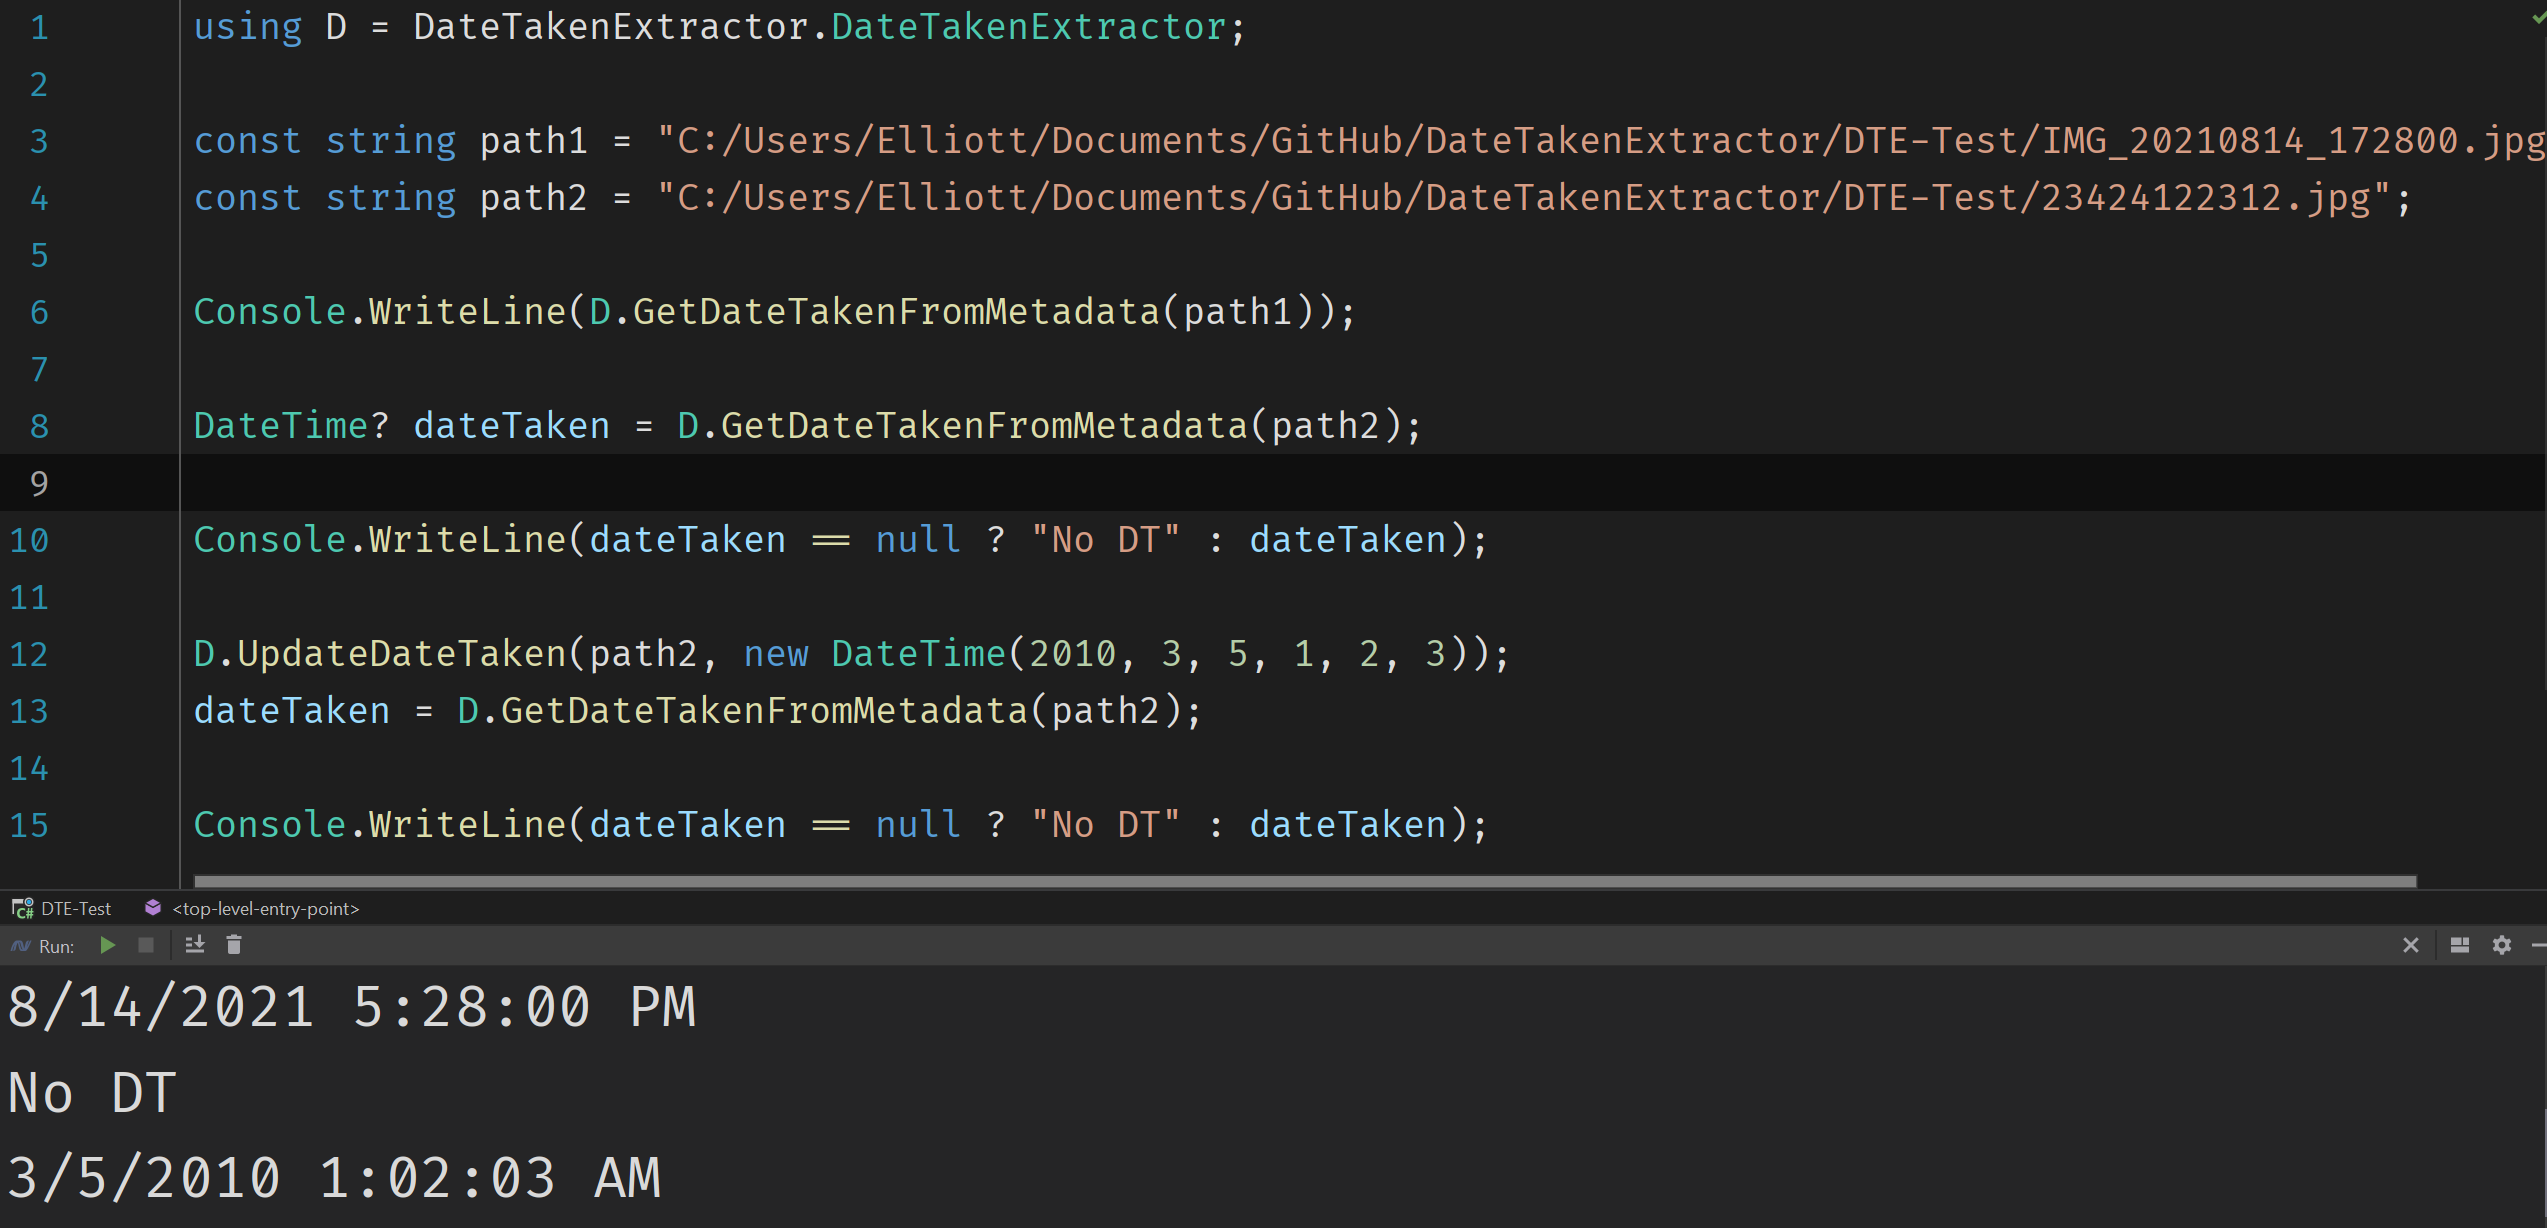 1 using D = DateTakenExtractor.DateTakenExtractor;
2
3 const string path1 = "C:/Users/Elliott/Documents/GitHub/DateTakenExtractor/DTE-Test/IMG_20210814_172800.jpg
4 const string path2 = "C:/Users/Elliott/Documents/GitHub/DateTakenExtractor/DTE-Test/23424122312.jpg";
5
6 Console.WriteLine(D.GetDateTakenFromMetadata(path1));
7
8 DateTime? dateTaken = D.GetDateTakenFromMetadata(path2);
9
10 Console.WriteLine(dateTaken == null ? "No DT" : dateTaken);
11
12 D.UpdateDateTaken(path2, new DateTime(2010, 3, 5, 1, 2, 3));
13 dateTaken = D.GetDateTakenFromMetadata(path2);
14
15 Console.WriteLine(dateTaken == null ? "No DT" : dateTaken);
C# DTE-Test <top-level-entry-point>
Run:
8/14/2021 5:28:00 PM
No DT
3/5/2010 1:02:03 AM